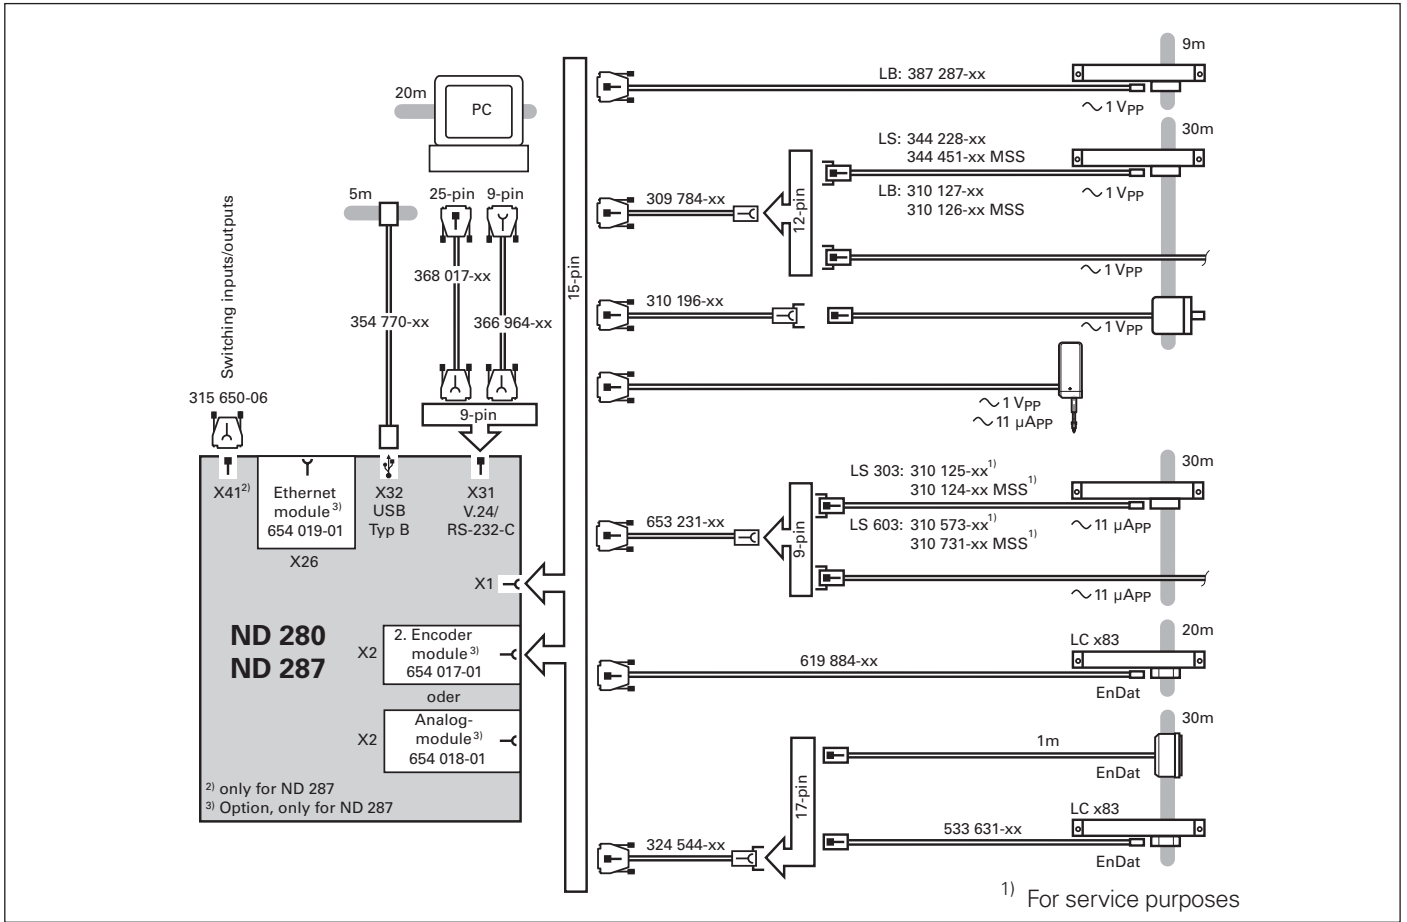 9m
LB: 387 287-xx
20m
PC
∼ 1 VPP
30m
LS: 344 228-xx
344 451-xx MSS
5m
25-pin
9-pin
309 784-xx
12-pin
∼ 1 VPP
LB: 310 127-xx
310 126-xx MSS
Switching inputs/outputs
368 017-xx
15-pin
∼ 1 VPP
310 196-xx
354 770-xx
366 964-xx
∼ 1 VPP
315 650-06
9-pin
∼ 1 VPP
∼ 11 µAPP
30m
LS 303: 310 125-xx1)
310 124-xx MSS1)
X412)
Ethernet
module3)
654 019-01
X26
X32
USB
Typ B
X31
V.24/
RS-232-C
653 231-xx
9-pin
LS 603: 310 573-xx1)
310 731-xx MSS1)
∼ 11 µAPP
X1
∼ 11 µAPP
ND 280
ND 287
X2
2. Encoder
module3)
654 017-01
20m
LC x83
619 884-xx
EnDat
oder
X2
Analog-
module3)
654 018-01
30m
1m
17-pin
EnDat
2) only for ND 287
3) Option, only for ND 287
LC x83
533 631-xx
324 544-xx
EnDat
1) For service purposes